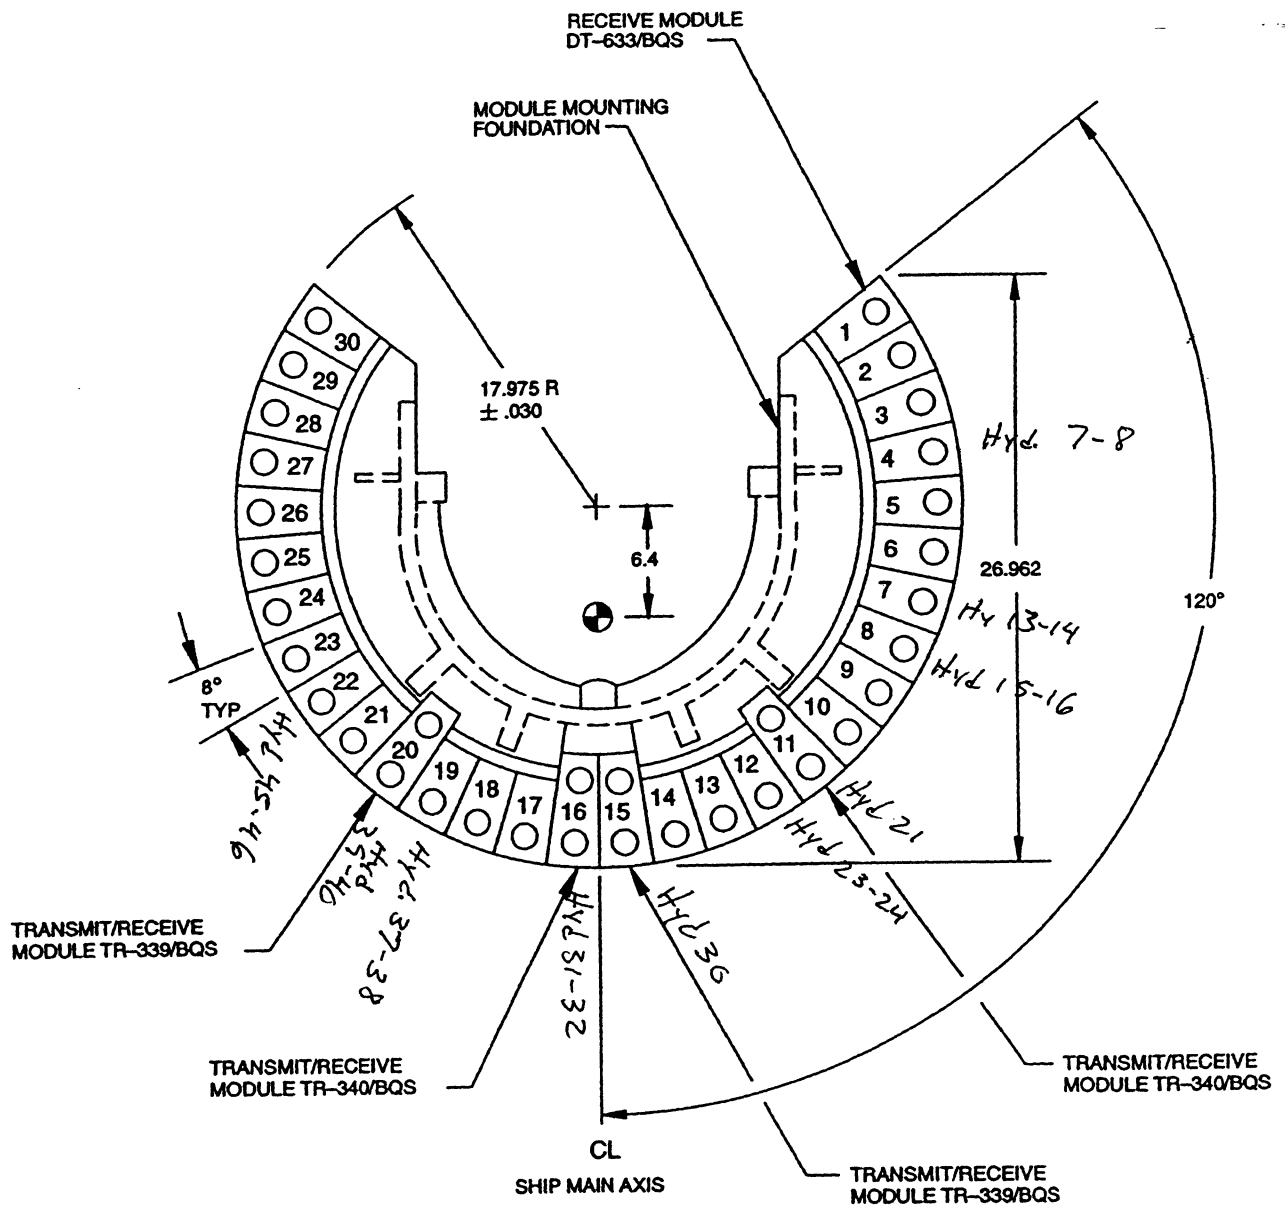 RECEIVE MODULE
DT-633/BQS
MODULE MOUNTING
FOUNDATION
17.975 R
± .030
6.4
26.962
120°
8°
TYP
1
2
3
4
5
6
7
8
9
10
11
12
13
14
15
16
17
18
19
20
21
22
23
24
25
26
27
28
29
30
Hyd. 7-8
Hy 13-14
Hyd 15-16
Hyd 21
Hyd 23-24
Hyd 30
Hyd 31-32
Hyd. 37-38
Hyd
Hyd 45-46
TRANSMIT/RECEIVE
MODULE TR-339/BQS
TRANSMIT/RECEIVE
MODULE TR-340/BQS
CL
SHIP MAIN AXIS
TRANSMIT/RECEIVE
MODULE TR-339/BQS
TRANSMIT/RECEIVE
MODULE TR-340/BQS